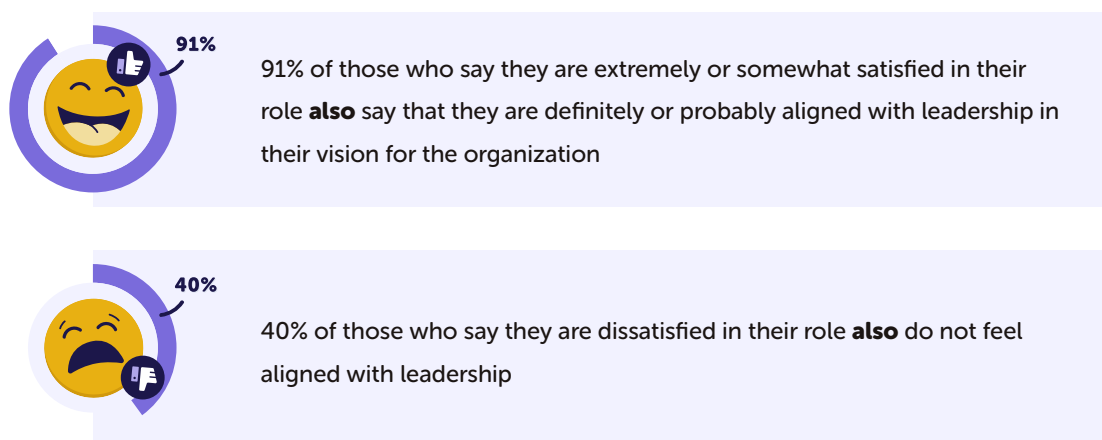 91%
91% of those who say they are extremely or somewhat satisfied in their
role also say that they are definitely or probably aligned with leadership in
their vision for the organization
40%
40% of those who say they are dissatisfied in their role also do not feel
aligned with leadership